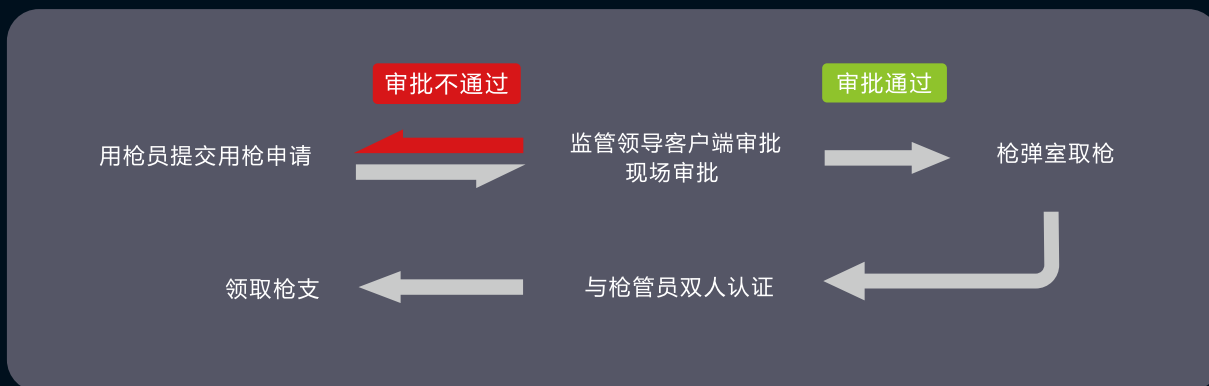 审批不通过
审批通过
用枪员提交用枪申请
监管领导客户端审批
现场审批
枪弹室取枪
与枪管员双人认证
领取枪支